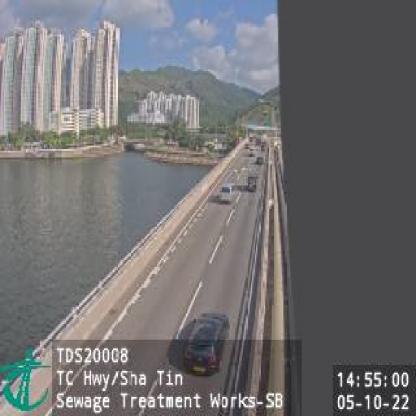 TDS20008
TC Hwy/Sha Tin
Sewage Treatment Works-SB
14:55:00
05-10-22